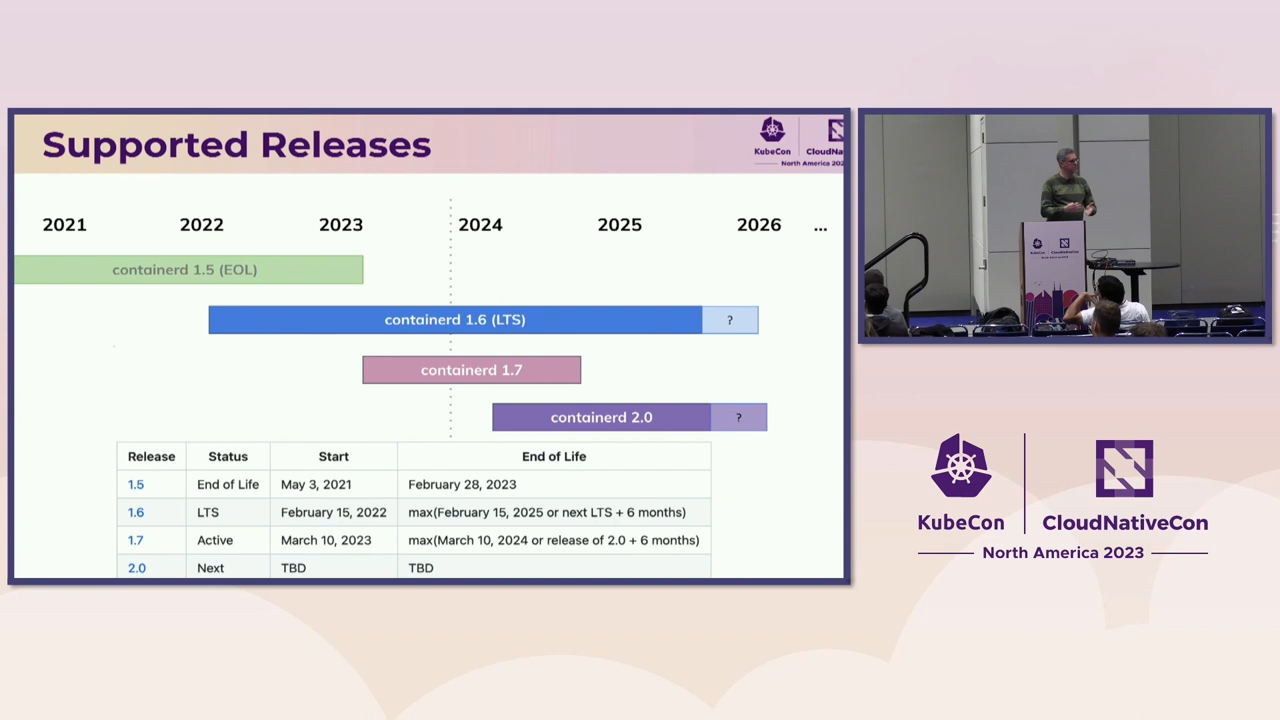 Supported Releases
KubeCon
CloudNa
North America 202
2021 2022 2023 2024 2025 2026 ...
containerd 1.5 (EOL)
containerd 1.6 (LTS) ?
containerd 1.7
containerd 2.0 ?
Release Status Start End of Life
1.5 End of Life May 3, 2021 February 28, 2023
1.6 LTS February 15, 2022 max(February 15, 2025 or next LTS + 6 months)
1.7 Active March 10, 2023 max(March 10, 2024 or release of 2.0 + 6 months)
2.0 Next TBD TBD
KubeCon
CloudNativeCon
North America 2023